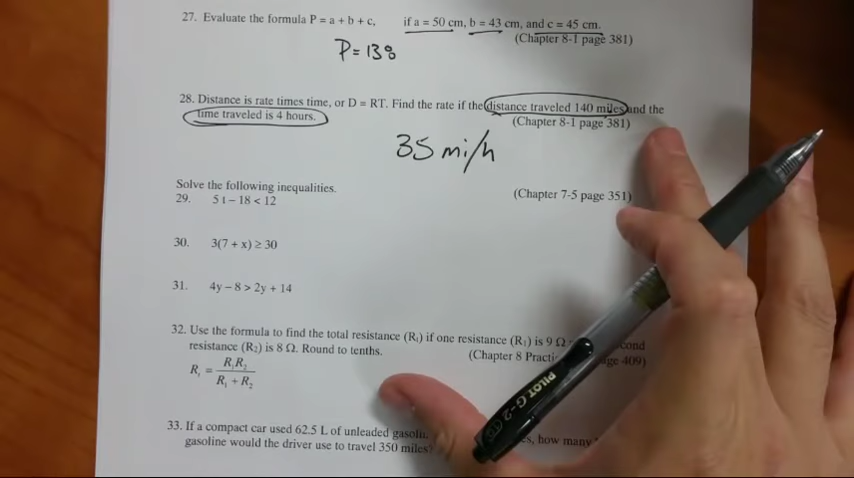 27. Evaluate the formula P = a + b + c, if a = 50 cm, b = 43 cm, and c = 45 cm.
(Chapter 8-1 page 381)
P = 138
28. Distance is rate times time, or D = RT. Find the rate if the distance traveled 140 miles and the
time traveled is 4 hours. (Chapter 8-1 page 381)
35 mi/h
Solve the following inequalities. (Chapter 7-5 page 351)
29. 5 t – 18 < 12
30. 3(7 + x) ≥ 30
31. 4y – 8 > 2y + 14
32. Use the formula to find the total resistance (Rₜ) if one resistance (R₁) is 9 Ω
resistance (R₂) is 8 Ω. Round to tenths. (Chapter 8 409)
Rₜ = R₁R₂ / R₁ + R₂
33. If a compact car used 62.5 L of unleaded how many
gasoline would the driver use to travel 350 miles?
PILOT G-2